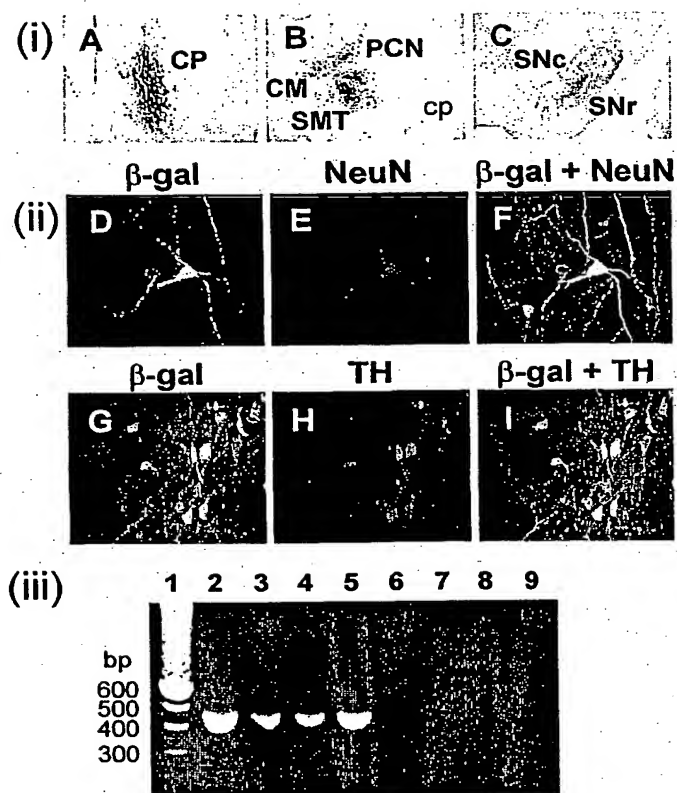 (i) A CP B PCN CM SMT cp C SNc SNr
β-gal NeuN β-gal + NeuN
(ii) D E F
β-gal TH β-gal + TH
G H I
(iii) 1 2 3 4 5 6 7 8 9
bp
600
500
400
300